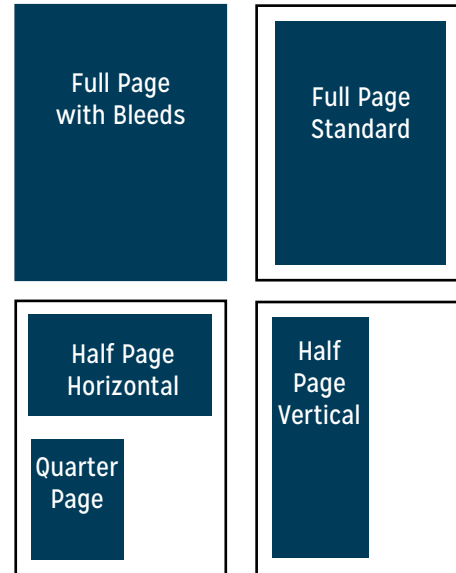 Full Page
with Bleeds
Full Page
Standard
Half Page
Horizontal
Quarter
Page
Half
Page
Vertical